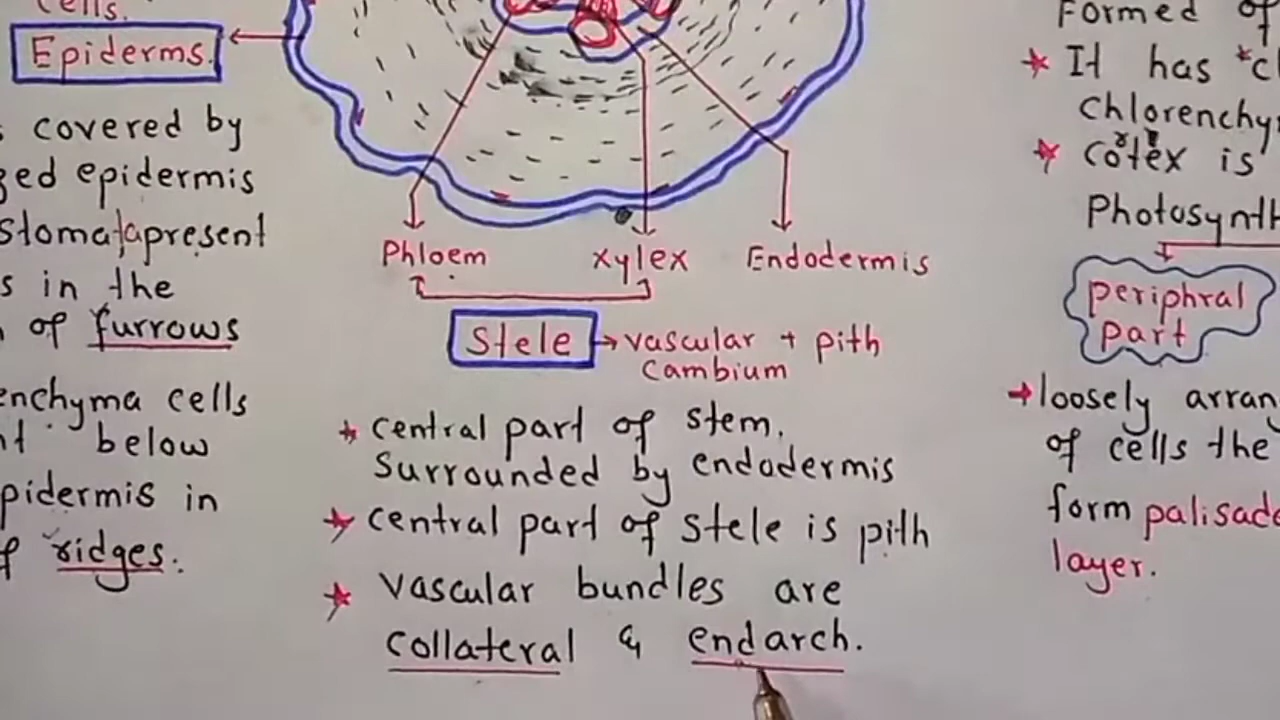 cells.
Epiderms.
covered by
epidermis
present
s in the
of furrows
enchyma cells
below
pidermis in
ridges.
Phloem
xylex
Endodermis
Stele
vascular + pith
cambium
central part of stem.
surrounded by endodermis
central part of stele is pith
vascular bundles are
collateral & endarch.
Formed of
It has
chlorenchy
is
Photosynth
periphral
part
loosely arran
of cells the
form palisade
layer.